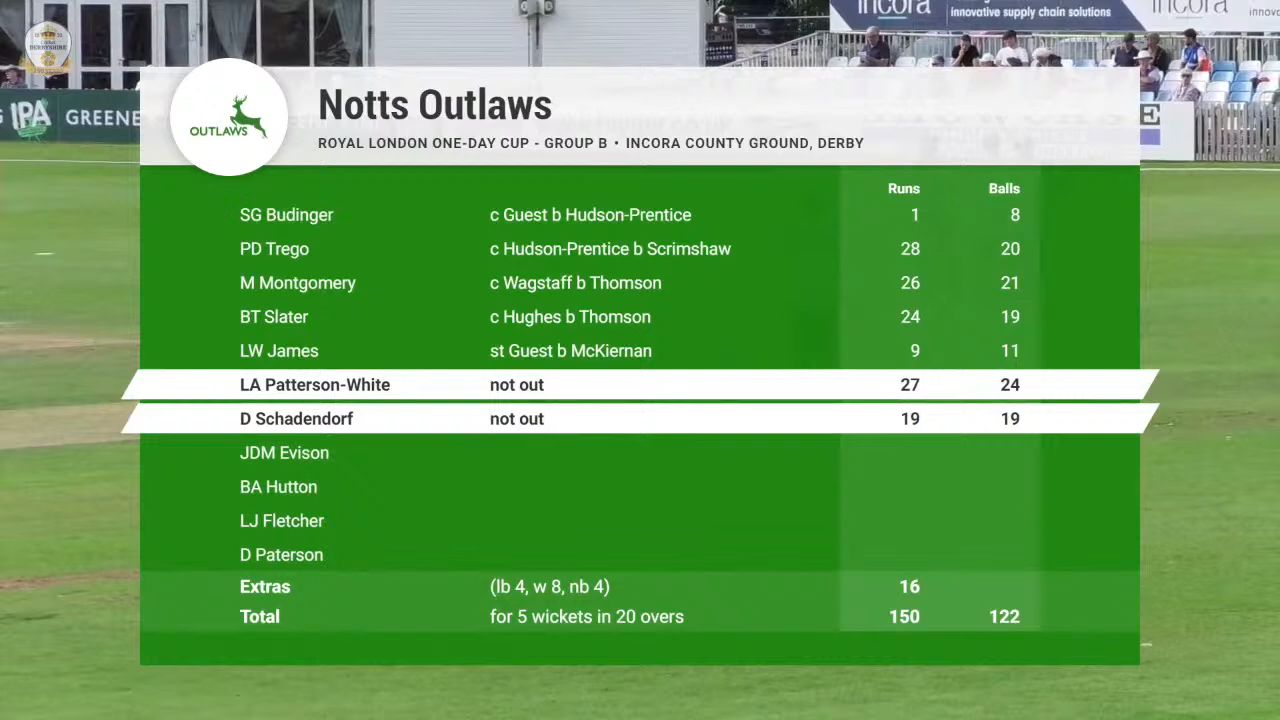 incora
innovative supply chain solutions
incora
innova
DERBYSHIRE
G IPA GREENE
E
OUTLAWS
Notts Outlaws
ROYAL LONDON ONE-DAY CUP - GROUP B • INCORA COUNTY GROUND, DERBY
Runs Balls
SG Budinger c Guest b Hudson-Prentice 1 8
PD Trego c Hudson-Prentice b Scrimshaw 28 20
M Montgomery c Wagstaff b Thomson 26 21
BT Slater c Hughes b Thomson 24 19
LW James st Guest b McKiernan 9 11
LA Patterson-White not out 27 24
D Schadendorf not out 19 19
JDM Evison
BA Hutton
LJ Fletcher
D Paterson
Extras (lb 4, w 8, nb 4) 16
Total for 5 wickets in 20 overs 150 122